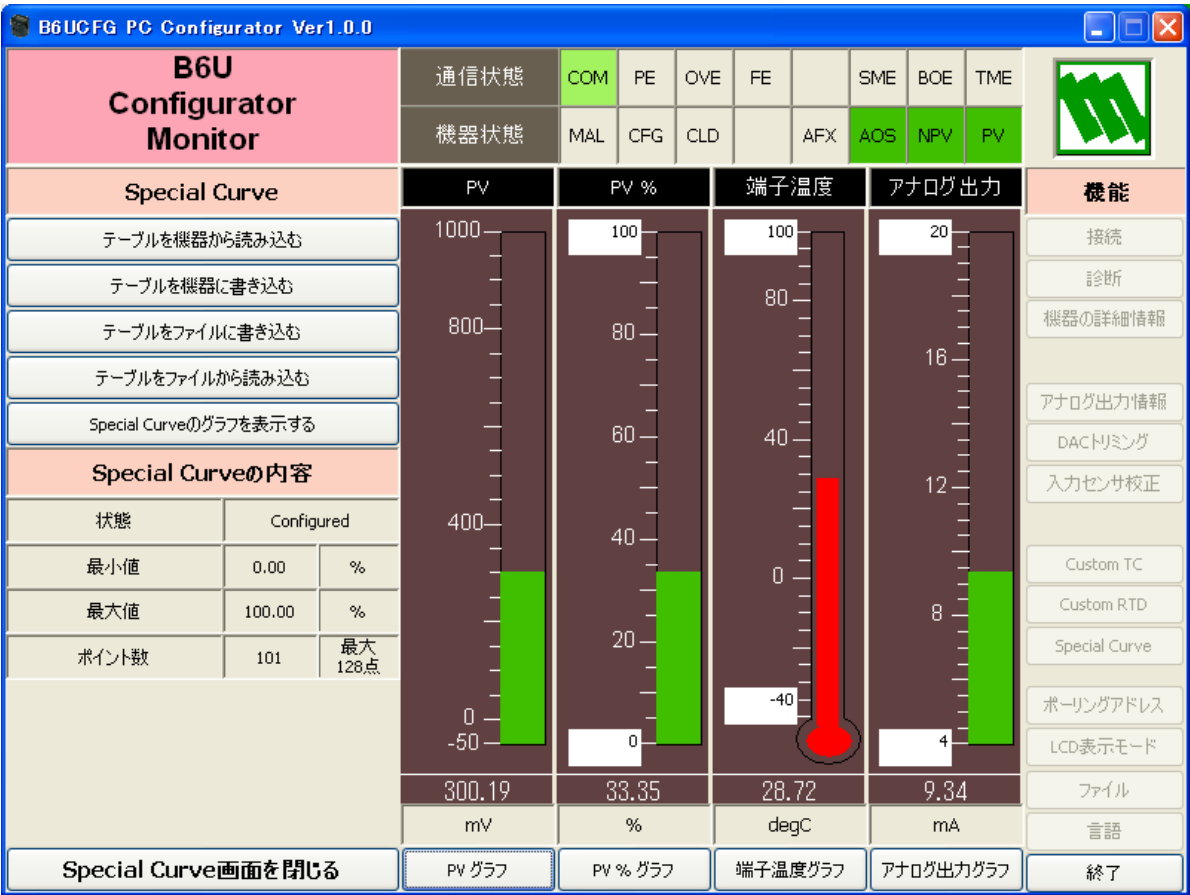 B6UCFG PC Configurator Ver1.0.0
B6U
Configurator
Monitor
通信状態
COM
PE
OVE
FE
SME
BOE
TME
機器状態
MAL
CFG
CLD
AFX
AOS
NPV
PV
Special Curve
テーブルを機器から読み込む
テーブルを機器に書き込む
テーブルをファイルに書き込む
テーブルをファイルから読み込む
Special Curveのグラフを表示する
Special Curveの内容
状態
Configured
最小値
0.00
%
最大値
100.00
%
ポイント数
101
最大
128点
Special Curve画面を閉じる
PV
1000
800
400
0
-50
300.19
mV
PV グラフ
PV %
100
80
60
40
20
0
33.35
%
PV % グラフ
端子温度
100
80
40
0
-40
28.72
degC
端子温度グラフ
アナログ出力
20
16
12
8
4
9.34
mA
アナログ出力グラフ
機能
接続
診断
機器の詳細情報
アナログ出力情報
DACトリミング
入力センサ校正
Custom TC
Custom RTD
Special Curve
ポーリングアドレス
LCD表示モード
ファイル
言語
終了